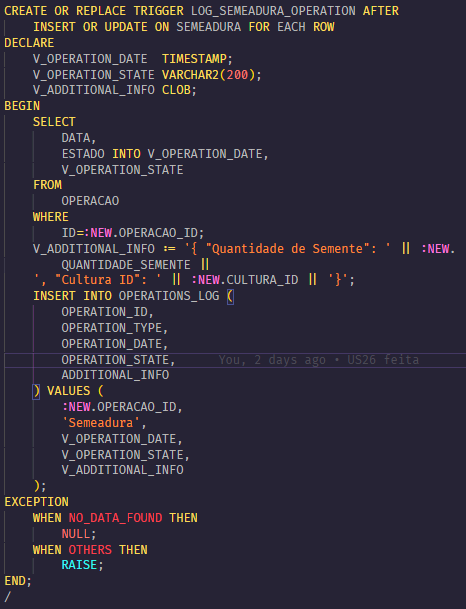 CREATE OR REPLACE TRIGGER LOG_SEMEADURA_OPERATION AFTER
    INSERT OR UPDATE ON SEMEADURA FOR EACH ROW
DECLARE
    V_OPERATION_DATE  TIMESTAMP;
    V_OPERATION_STATE VARCHAR2(200);
    V_ADDITIONAL_INFO CLOB;
BEGIN
    SELECT
        DATA,
        ESTADO INTO V_OPERATION_DATE,
        V_OPERATION_STATE
    FROM
        OPERACAO
    WHERE
        ID=:NEW.OPERACAO_ID;
    V_ADDITIONAL_INFO := '{ "Quantidade de Semente": ' || :NEW.
        QUANTIDADE_SEMENTE ||
    ', "Cultura ID": ' || :NEW.CULTURA_ID || '}';
    INSERT INTO OPERATIONS_LOG (
        OPERATION_ID,
        OPERATION_TYPE,
        OPERATION_DATE,
        OPERATION_STATE,     You, 2 days ago • US26 feita
        ADDITIONAL_INFO
    ) VALUES (
        :NEW.OPERACAO_ID,
        'Semeadura',
        V_OPERATION_DATE,
        V_OPERATION_STATE,
        V_ADDITIONAL_INFO
    );
EXCEPTION
    WHEN NO_DATA_FOUND THEN
        NULL;
    WHEN OTHERS THEN
        RAISE;
END;
/